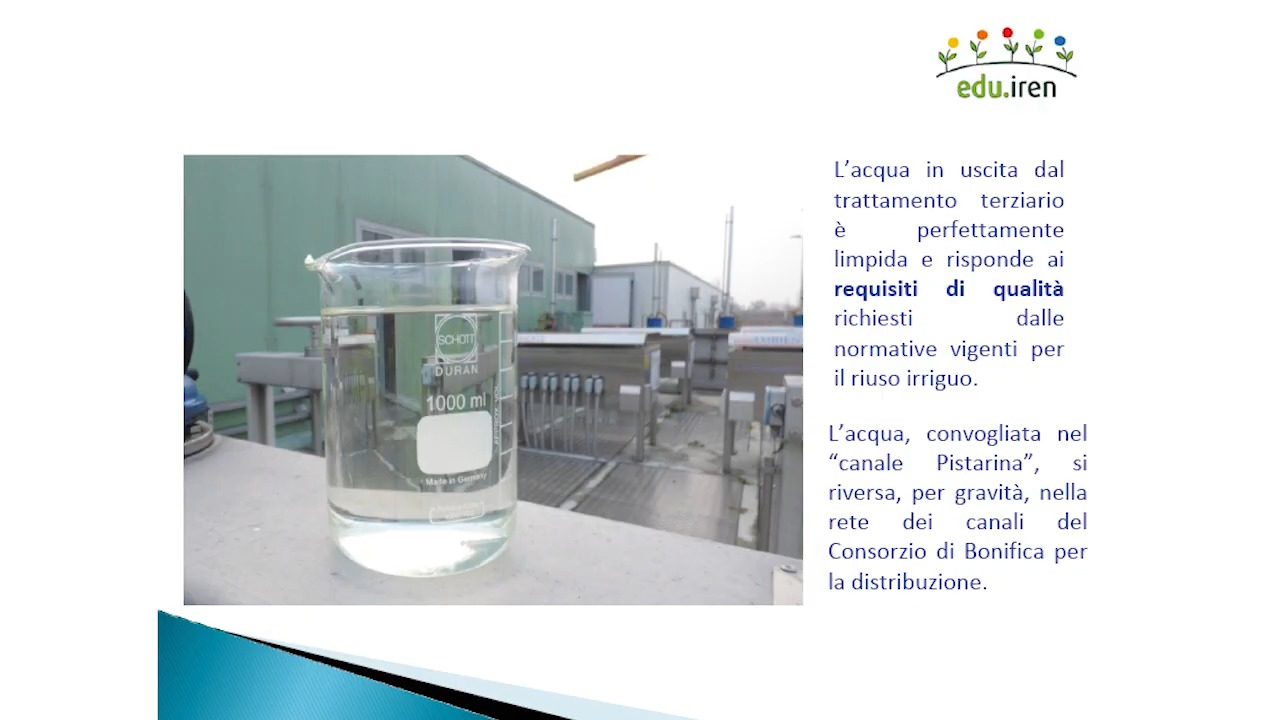 edu.iren
L’acqua in uscita dal
trattamento terziario
è perfettamente
limpida e risponde ai
requisiti di qualità
richiesti dalle
normative vigenti per
il riuso irriguo.
L’acqua, convogliata nel
“canale Pistarina”, si
riversa, per gravità, nella
rete dei canali del
Consorzio di Bonifica per
la distribuzione.
SCHOTT
DURAN
1000 ml
APPROX. VOL.
Made in Germany